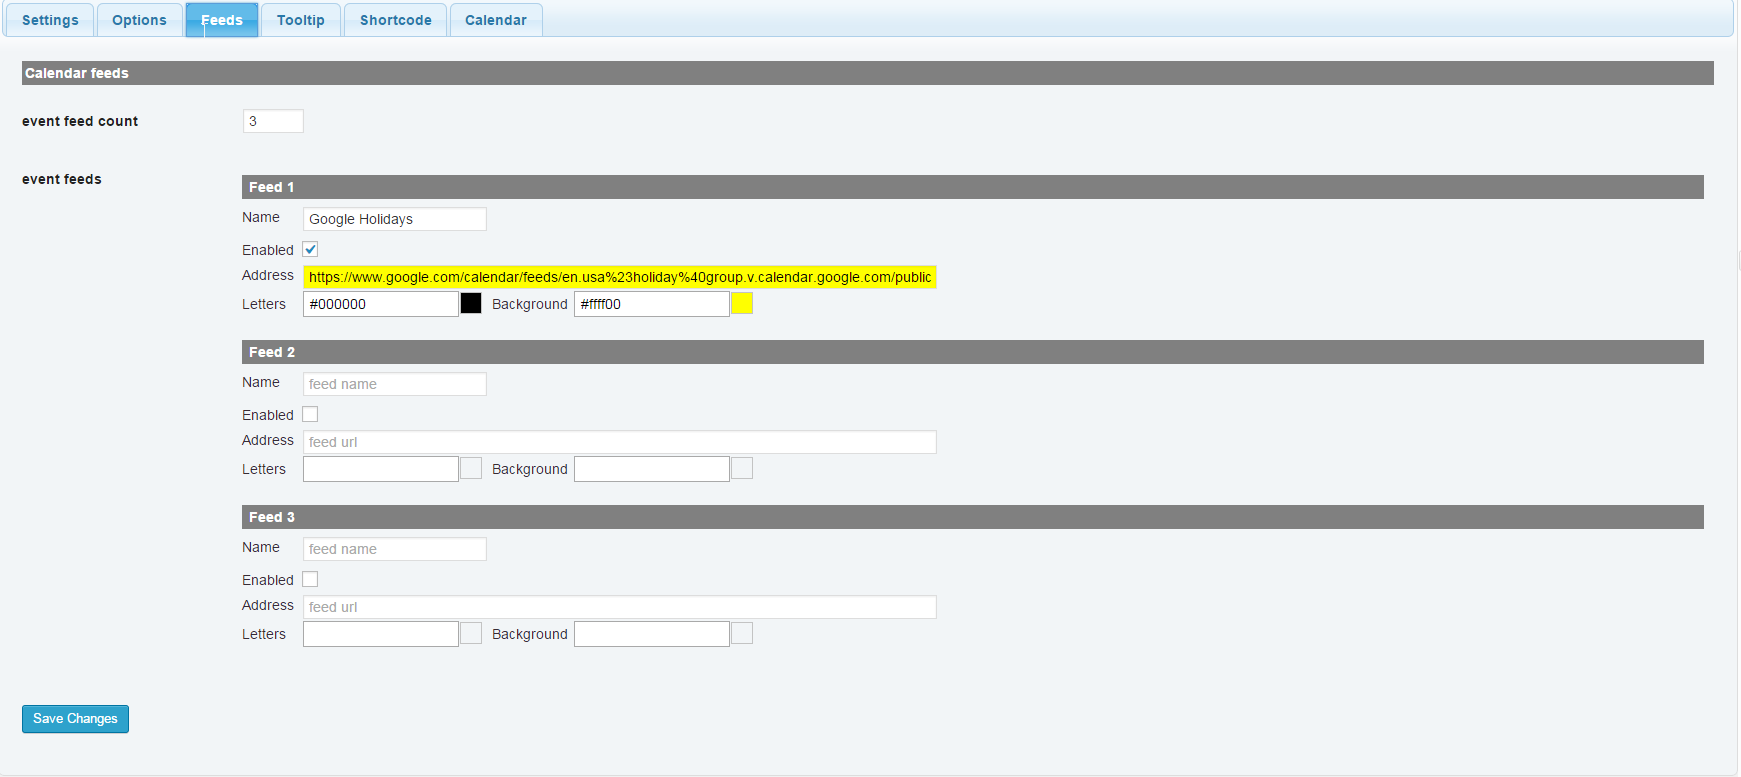 Settings Options Feeds Tooltip Shortcode Calendar
Calendar feeds
event feed count 3
event feeds
Feed 1
Name Google Holidays
Enabled
Address https://www.google.com/calendar/feeds/en.usa%23holiday%40group.v.calendar.google.com/public
Letters #000000 Background #ffff00
Feed 2
Name feed name
Enabled
Address feed url
Letters Background
Feed 3
Name feed name
Enabled
Address feed url
Letters Background
Save Changes